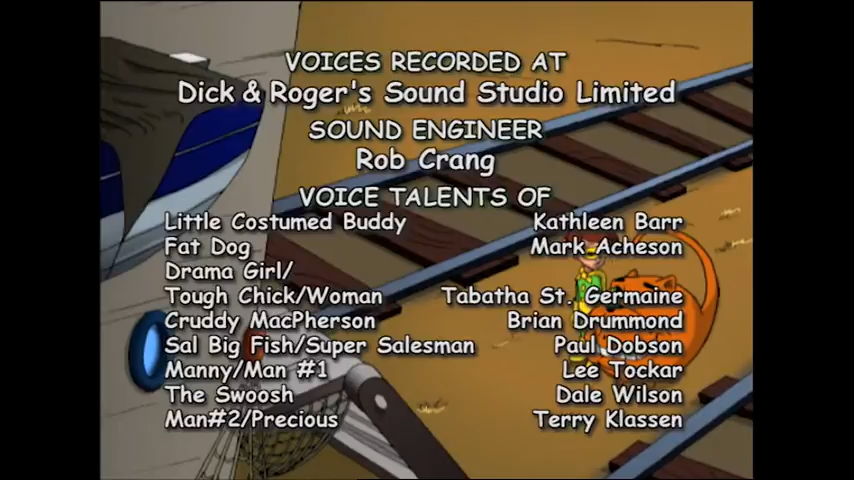 VOICES RECORDED AT
Dick & Roger's Sound Studio Limited
SOUND ENGINEER
Rob Crang
VOICE TALENTS OF
Little Costumed Buddy Kathleen Barr
Fat Dog Mark Acheson
Drama Girl/
Tough Chick/Woman Tabatha St. Germaine
Cruddy MacPherson Brian Drummond
Sal Big Fish/Super Salesman Paul Dobson
Manny/Man #1 Lee Tockar
The Swoosh Dale Wilson
Man#2/Precious Terry Klassen